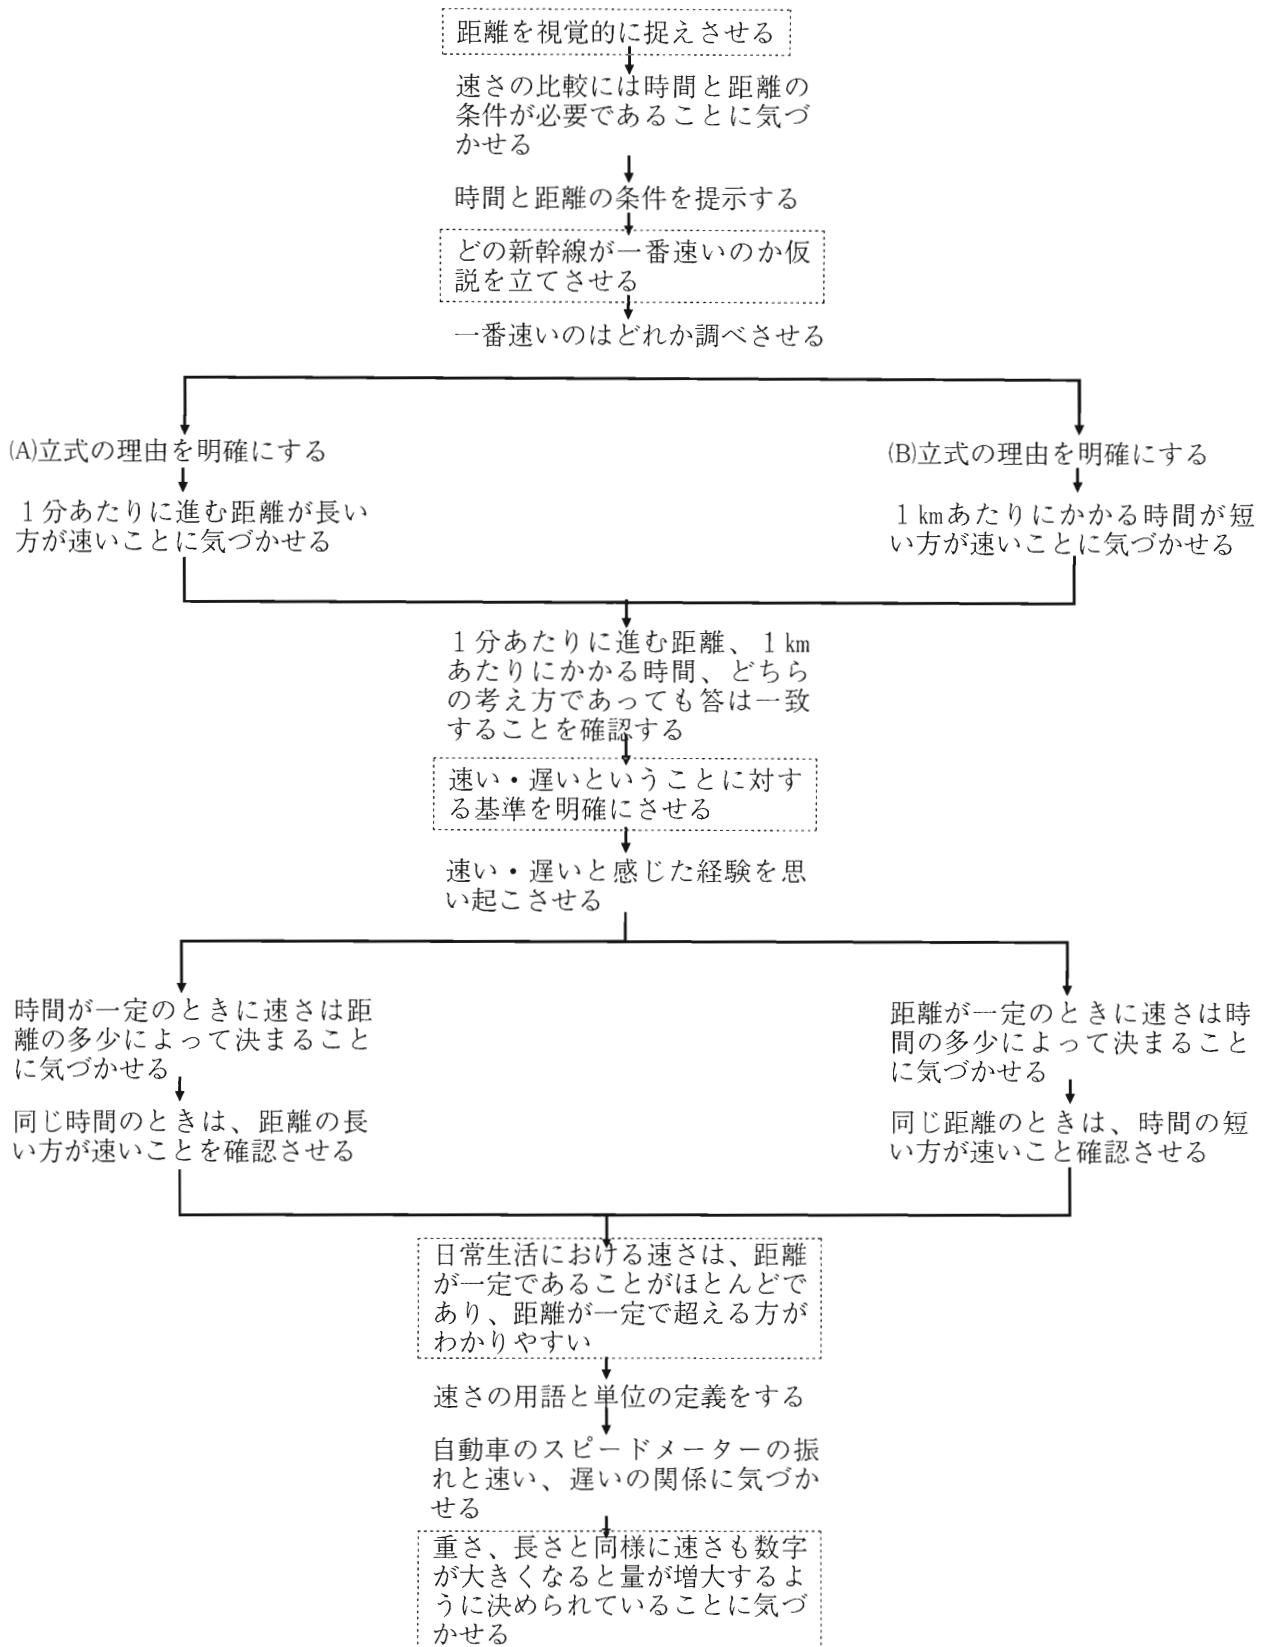 距離を視覚的に捉えさせる
速さの比較には時間と距離の
条件が必要であることに気づ
かせる
時間と距離の条件を提示する
どの新幹線が一番速いのか仮
説を立てさせる
一番速いのはどれか調べさせる
(A)立式の理由を明確にする
1分あたりに進む距離が長い
方が速いことに気づかせる
(B)立式の理由を明確にする
1kmあたりにかかる時間が短
い方が速いことに気づかせる
1分あたりに進む距離、1km
あたりにかかる時間、どちら
の考え方であっても答は一致
することを確認する
速い・遅いということに対す
る基準を明確にさせる
速い・遅いと感じた経験を思
い起こさせる
時間が一定のときに速さは距
離の多少によって決まること
に気づかせる
同じ時間のときは、距離の長
い方が速いことを確認させる
距離が一定のときに速さは時
間の多少によって決まること
に気づかせる
同じ距離のときは、時間の短
い方が速いこと確認させる
日常生活における速さは、距離
が一定であることがほとんどで
あり、距離が一定で超える方が
わかりやすい
速さの用語と単位の定義をする
自動車のスピードメーターの振
れと速い、遅いの関係に気づか
せる
重さ、長さと同様に速さも数字
が大きくなると量が増大するよ
うに決められていることに気づ
かせる